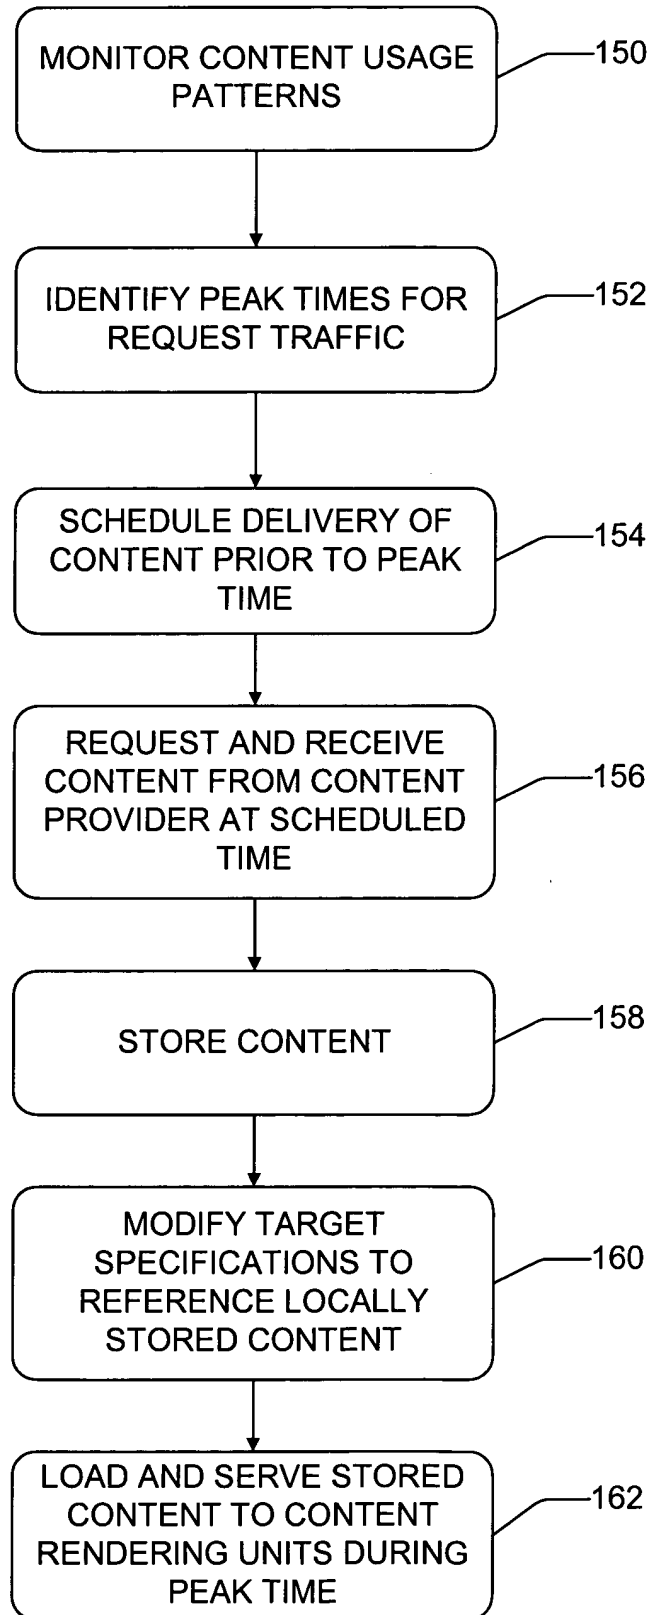 MONITOR CONTENT USAGE
PATTERNS
150
IDENTIFY PEAK TIMES FOR
REQUEST TRAFFIC
152
SCHEDULE DELIVERY OF
CONTENT PRIOR TO PEAK
TIME
154
REQUEST AND RECEIVE
CONTENT FROM CONTENT
PROVIDER AT SCHEDULED
TIME
156
STORE CONTENT
158
MODIFY TARGET
SPECIFICATIONS TO
REFERENCE LOCALLY
STORED CONTENT
160
LOAD AND SERVE STORED
CONTENT TO CONTENT
RENDERING UNITS DURING
PEAK TIME
162